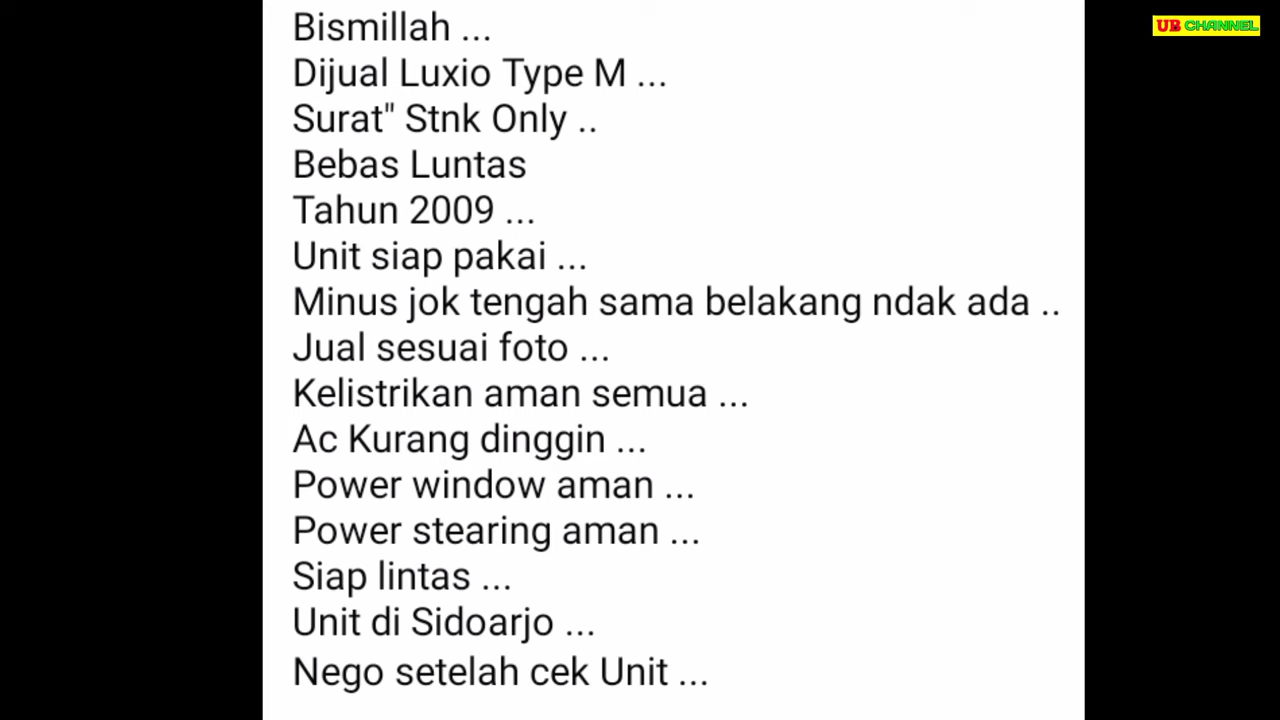 UB CHANNEL
Bismillah ...
Dijual Luxio Type M ...
Surat" Stnk Only ..
Bebas Luntas
Tahun 2009 ...
Unit siap pakai ...
Minus jok tengah sama belakang ndak ada ..
Jual sesuai foto ...
Kelistrikan aman semua ...
Ac Kurang dinggin ...
Power window aman ...
Power stearing aman ...
Siap lintas ...
Unit di Sidoarjo ...
Nego setelah cek Unit ...